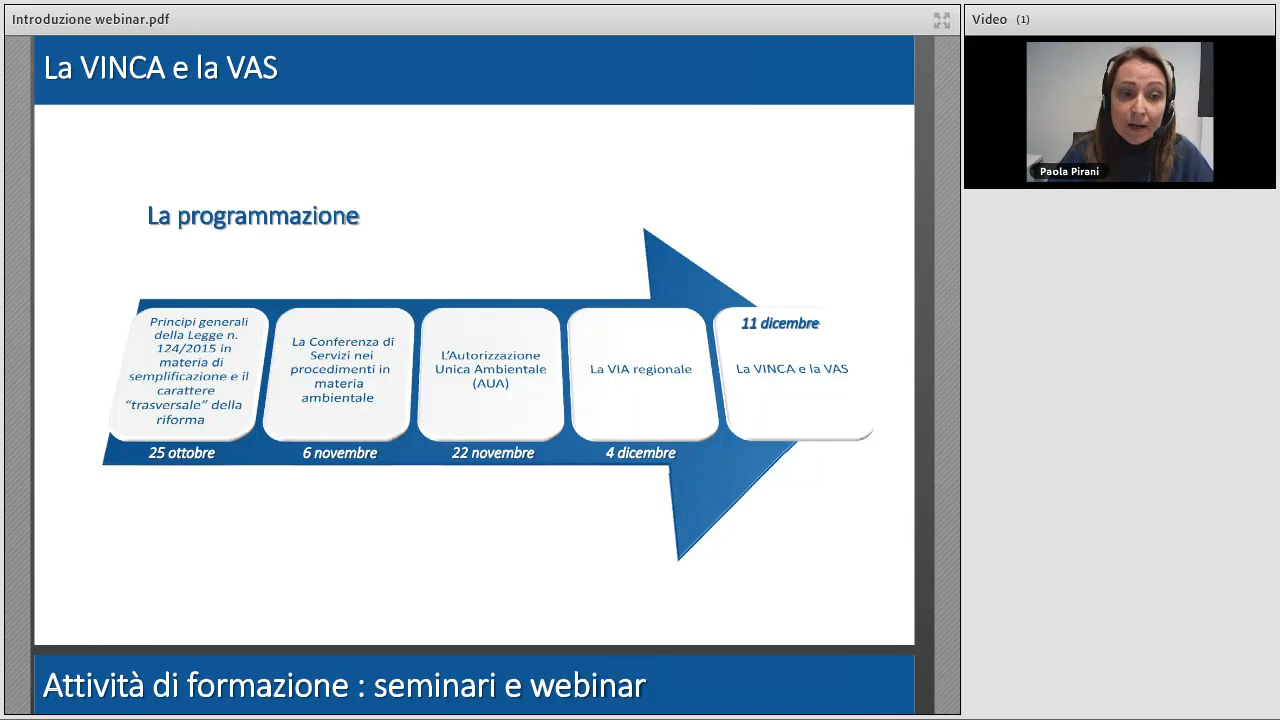 Introduzione webinar.pdf
Video (1)
La VINCA e la VAS
Paola Pirani
La programmazione
Principi generali
della Legge n.
124/2015 in
materia di
semplificazione e il
carattere
“trasversale” della
riforma
25 ottobre
La Conferenza di
Servizi nei
procedimenti in
materia
ambientale
6 novembre
L’Autorizzazione
Unica Ambientale
(AUA)
22 novembre
La VIA regionale
4 dicembre
11 dicembre
La VINCA e la VAS
Attività di formazione : seminari e webinar